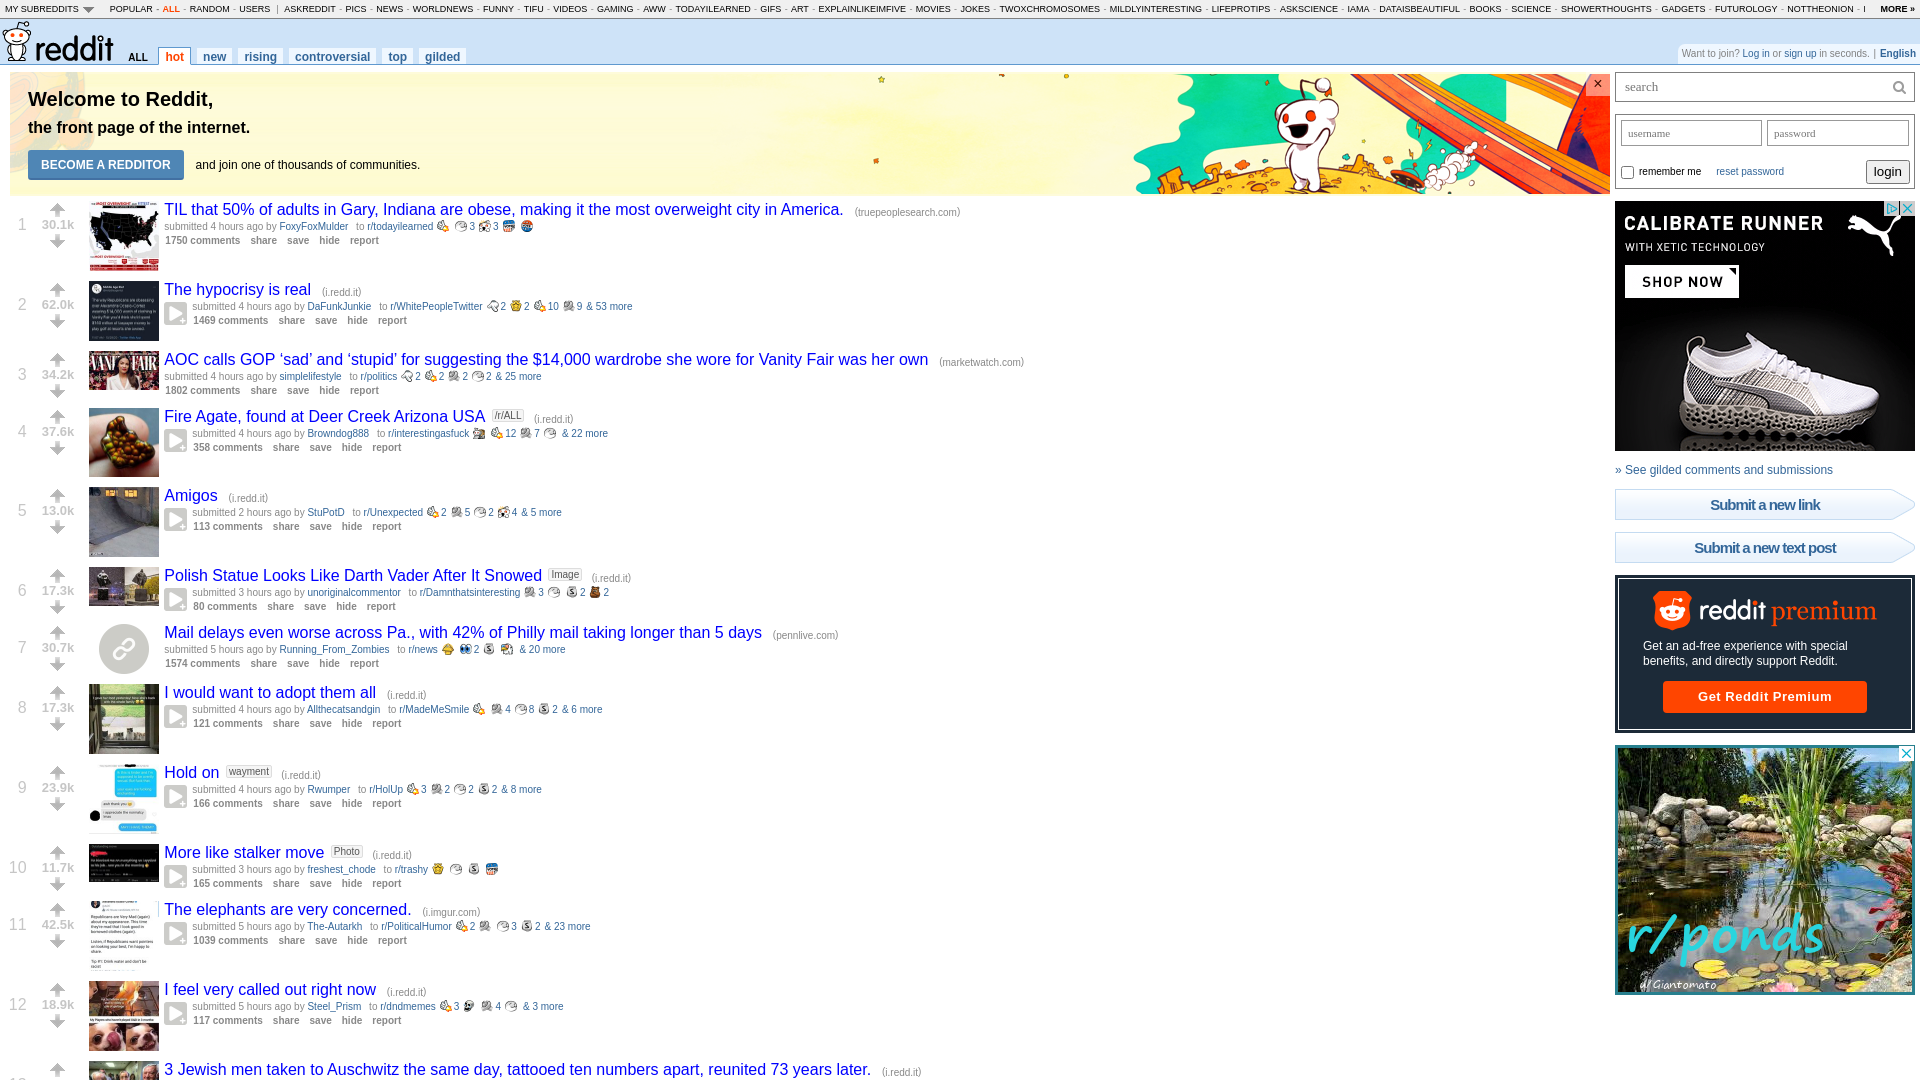 MY SUBREDDITS POPULAR - ALL - RANDOM - USERS | ASKREDDIT - PICS - NEWS - WORLDNEWS - FUNNY - TIFU - VIDEOS - GAMING - AWW - TODAYILEARNED - GIFS - ART - EXPLAINLIKEIMFIVE - MOVIES - JOKES - TWOXCHROMOSOMES - MILDLYINTERESTING - LIFEPROTIPS - ASKSCIENCE - IAMA - DATAISBEAUTIFUL - BOOKS - SCIENCE - SHOWERTHOUGHTS - GADGETS - FUTUROLOGY - NOTTHEONION - MORE »
reddit ALL hot new rising controversial top gilded
Want to join? Log in or sign up in seconds. | English
Welcome to Reddit,
the front page of the internet.
BECOME A REDDITOR and join one of thousands of communities.
×
1 30.1k
TIL that 50% of adults in Gary, Indiana are obese, making it the most overweight city in America. (truepeoplesearch.com)
submitted 4 hours ago by FoxyFoxMulder to r/todayilearned 3 3
1750 comments share save hide report
2 62.0k
The hypocrisy is real (i.redd.it)
submitted 4 hours ago by DaFunkJunkie to r/WhitePeopleTwitter 2 2 10 9 & 53 more
1469 comments share save hide report
3 34.2k
VANITY FAIR
AOC calls GOP ‘sad’ and ‘stupid’ for suggesting the $14,000 wardrobe she wore for Vanity Fair was her own (marketwatch.com)
submitted 4 hours ago by simplelifestyle to r/politics 2 2 2 2 & 25 more
1802 comments share save hide report
4 37.6k
Fire Agate, found at Deer Creek Arizona USA /r/ALL (i.redd.it)
submitted 4 hours ago by Browndog888 to r/interestingasfuck 12 7 & 22 more
358 comments share save hide report
5 13.0k
Amigos (i.redd.it)
submitted 2 hours ago by StuPotD to r/Unexpected 2 5 2 4 & 5 more
113 comments share save hide report
6 17.3k
Polish Statue Looks Like Darth Vader After It Snowed Image (i.redd.it)
submitted 3 hours ago by unoriginalcommentor to r/Damnthatsinteresting 3 2 2
80 comments share save hide report
7 30.7k
Mail delays even worse across Pa., with 42% of Philly mail taking longer than 5 days (pennlive.com)
submitted 5 hours ago by Running_From_Zombies to r/news 2 & 20 more
1574 comments share save hide report
8 17.3k
I would want to adopt them all (i.redd.it)
submitted 4 hours ago by Allthecatsandgin to r/MadeMeSmile 4 8 2 & 6 more
121 comments share save hide report
9 23.9k
Hold on wayment (i.redd.it)
submitted 4 hours ago by Rwumper to r/HolUp 3 2 2 2 & 8 more
166 comments share save hide report
10 11.7k
More like stalker move Photo (i.redd.it)
submitted 3 hours ago by freshest_chode to r/trashy
165 comments share save hide report
11 42.5k
The elephants are very concerned. (i.imgur.com)
submitted 5 hours ago by The-Autarkh to r/PoliticalHumor 2 3 2 & 23 more
1039 comments share save hide report
12 18.9k
I feel very called out right now (i.redd.it)
submitted 5 hours ago by Steel_Prism to r/dndmemes 3 4 & 3 more
117 comments share save hide report
3 Jewish men taken to Auschwitz the same day, tattooed ten numbers apart, reunited 73 years later. (i.redd.it)
search
username password
remember me reset password login
CALIBRATE RUNNER
WITH XETIC TECHNOLOGY
SHOP NOW
» See gilded comments and submissions
Submit a new link
Submit a new text post
reddit premium
Get an ad-free experience with special
benefits, and directly support Reddit.
Get Reddit Premium
r/ponds
u/Giantomato